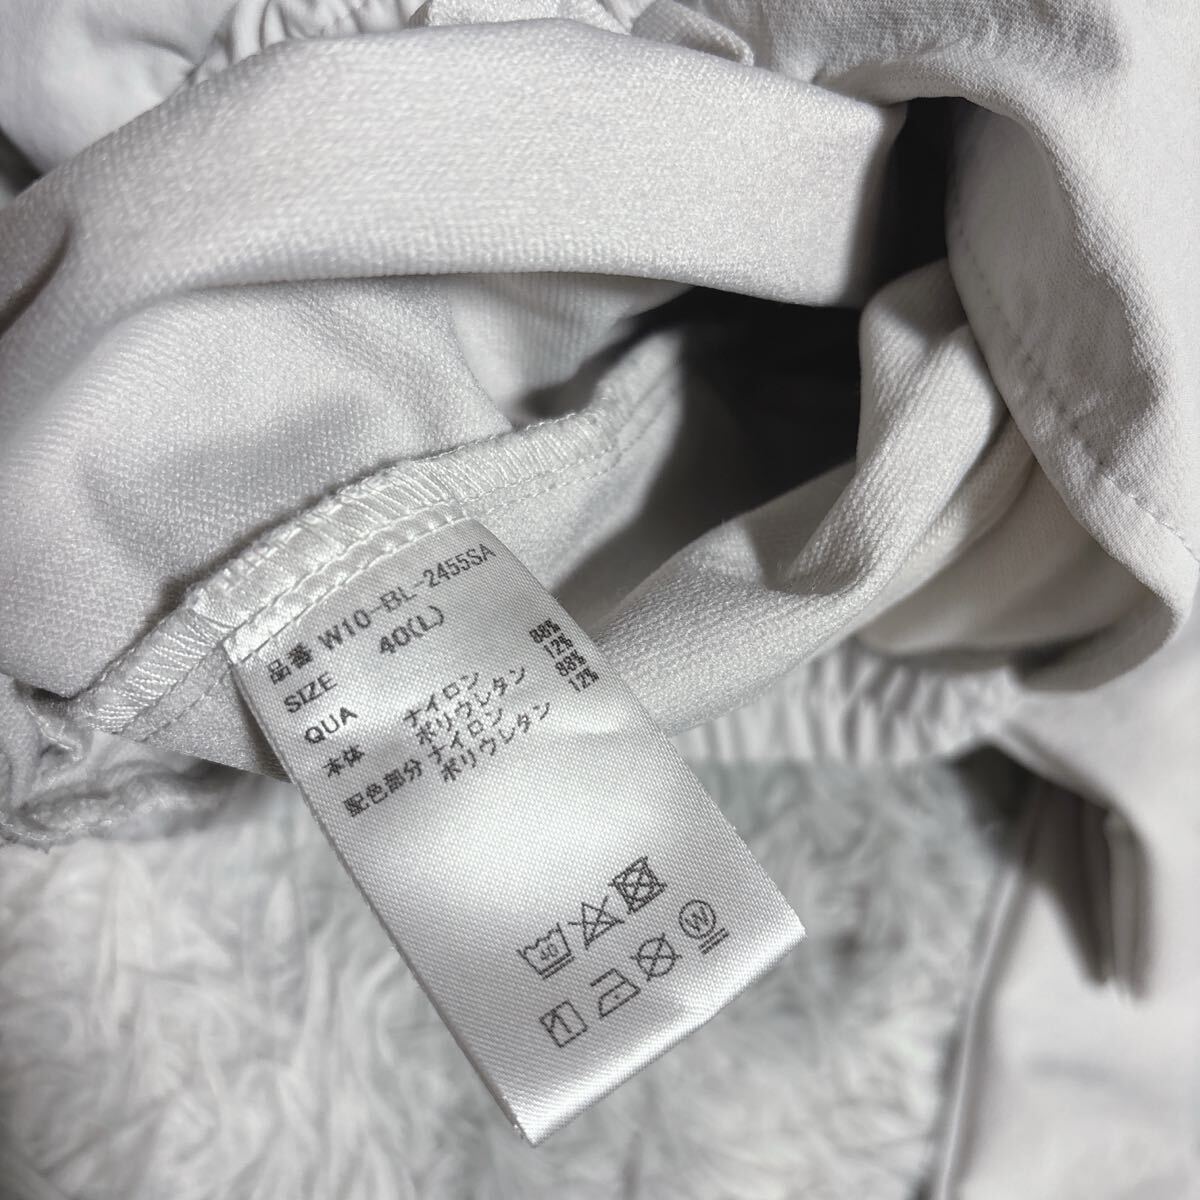 品番 W10-BL-2455SA
SIZE 40(L)
QUA
本体 ナイロン 88%
ポリウレタン 12%
配色部分 ナイロン 88%
ポリウレタン 12%
40
W